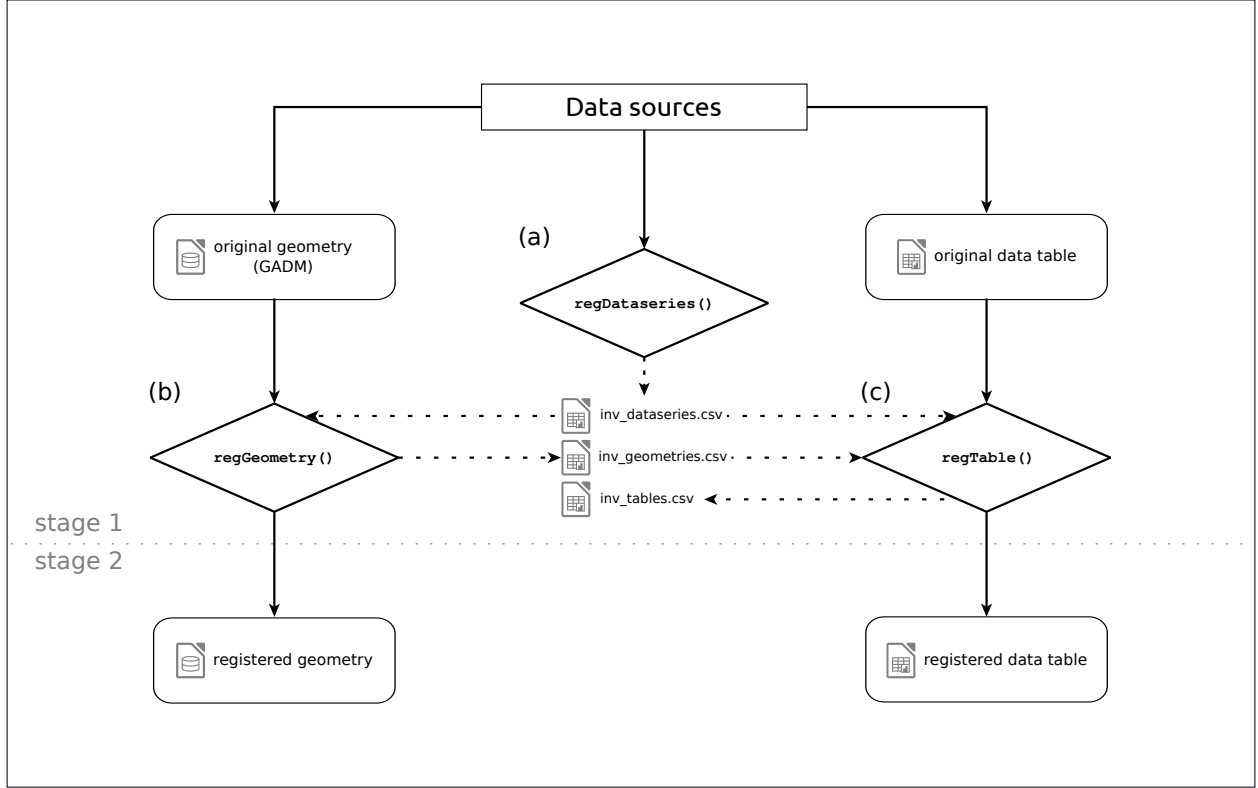 Data sources
(a)
original geometry
(GADM)
original data table
regDataseries()
(b)
(c)
inv_dataseries.csv
regGeometry()
inv_geometries.csv
regTable()
inv_tables.csv
stage 1
stage 2
registered geometry
registered data table